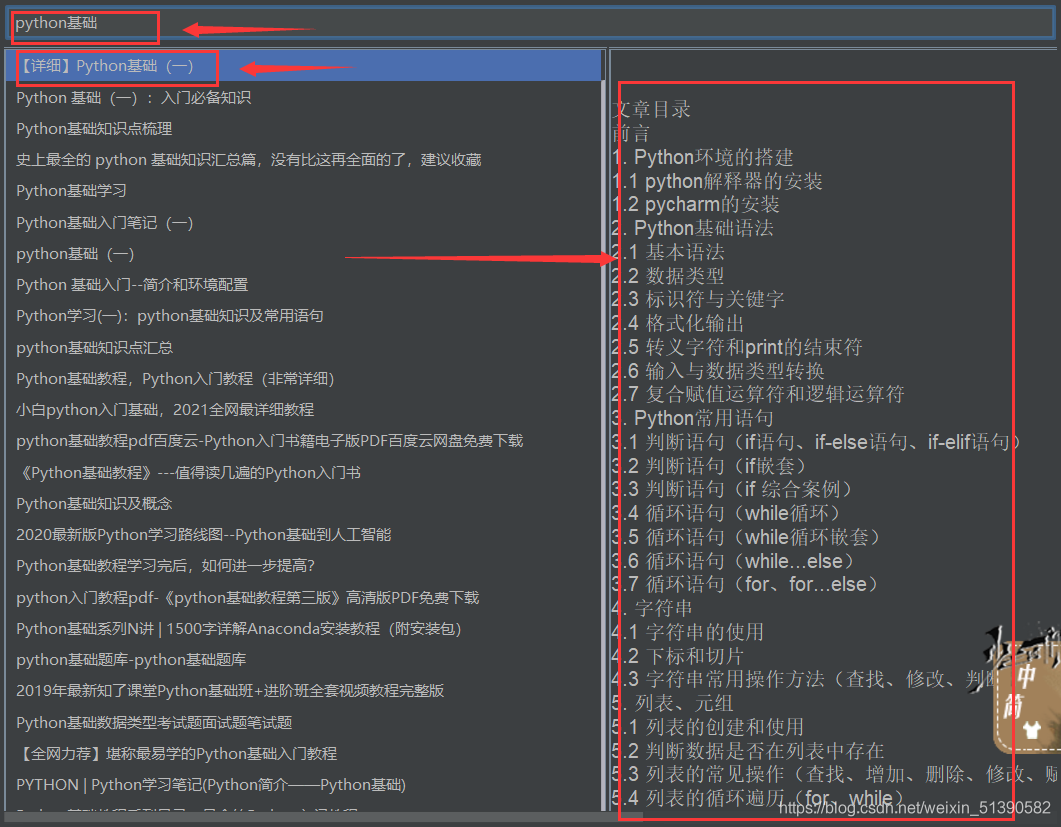 python基础
【详细】Python基础（一）
Python 基础（一）：入门必备知识
Python基础知识点梳理
史上最全的 python 基础知识汇总篇，没有比这再全面的了，建议收藏
Python基础学习
Python基础入门笔记（一）
python基础（一）
Python 基础入门--简介和环境配置
Python学习(一)：python基础知识及常用语句
python基础知识点汇总
Python基础教程，Python入门教程（非常详细）
小白python入门基础，2021全网最详细教程
python基础教程pdf百度云-Python入门书籍电子版PDF百度云网盘免费下载
《Python基础教程》---值得读几遍的Python入门书
Python基础知识及概念
2020最新版Python学习路线图--Python基础到人工智能
Python基础教程学习完后，如何进一步提高?
python入门教程pdf-《python基础教程第三版》高清版PDF免费下载
Python基础系列N讲 | 1500字详解Anaconda安装教程（附安装包）
python基础题库-python基础题库
2019年最新知了课堂Python基础班+进阶班全套视频教程完整版
Python基础数据类型考试题面试题笔试题
【全网力荐】堪称最易学的Python基础入门教程
PYTHON | Python学习笔记(Python简介——Python基础)
文章目录
前言
1. Python环境的搭建
1.1 python解释器的安装
1.2 pycharm的安装
2. Python基础语法
2.1 基本语法
2.2 数据类型
2.3 标识符与关键字
2.4 格式化输出
2.5 转义字符和print的结束符
2.6 输入与数据类型转换
2.7 复合赋值运算符和逻辑运算符
3. Python常用语句
3.1 判断语句（if语句、if-else语句、if-elif语句）
3.2 判断语句（if嵌套）
3.3 判断语句（if 综合案例）
3.4 循环语句（while循环）
3.5 循环语句（while循环嵌套）
3.6 循环语句（while...else）
3.7 循环语句（for、for...else）
4. 字符串
4.1 字符串的使用
4.2 下标和切片
4.3 字符串常用操作方法（查找、修改、判断
5. 列表、元组
5.1 列表的创建和使用
5.2 判断数据是否在列表中存在
5.3 列表的常见操作（查找、增加、删除、修改、
5.4 列表的循环遍历（for、while）
中
简
https://blog.csdn.net/weixin_51390582